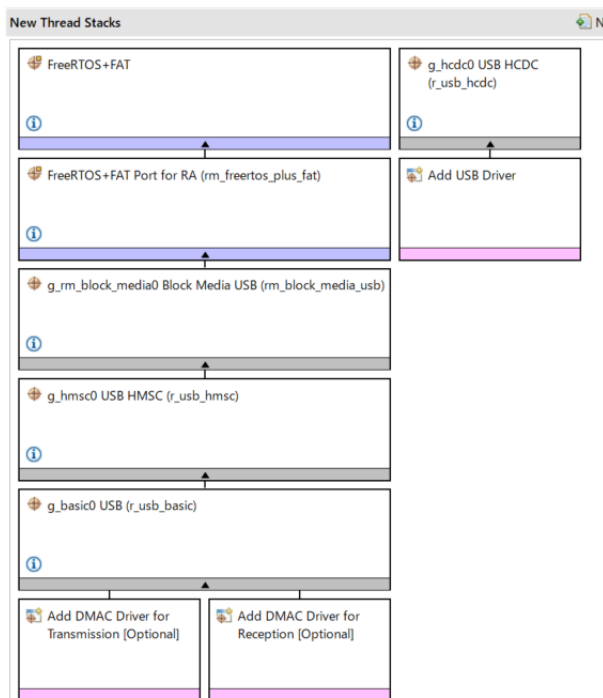 New Thread Stacks
N
FreeRTOS+FAT
g_hcdc0 USB HCDC
(r_usb_hcdc)
FreeRTOS+FAT Port for RA (rm_freertos_plus_fat)
Add USB Driver
g_rm_block_media0 Block Media USB (rm_block_media_usb)
g_hmsc0 USB HMSC (r_usb_hmsc)
g_basic0 USB (r_usb_basic)
Add DMAC Driver for
Transmission [Optional]
Add DMAC Driver for
Reception [Optional]